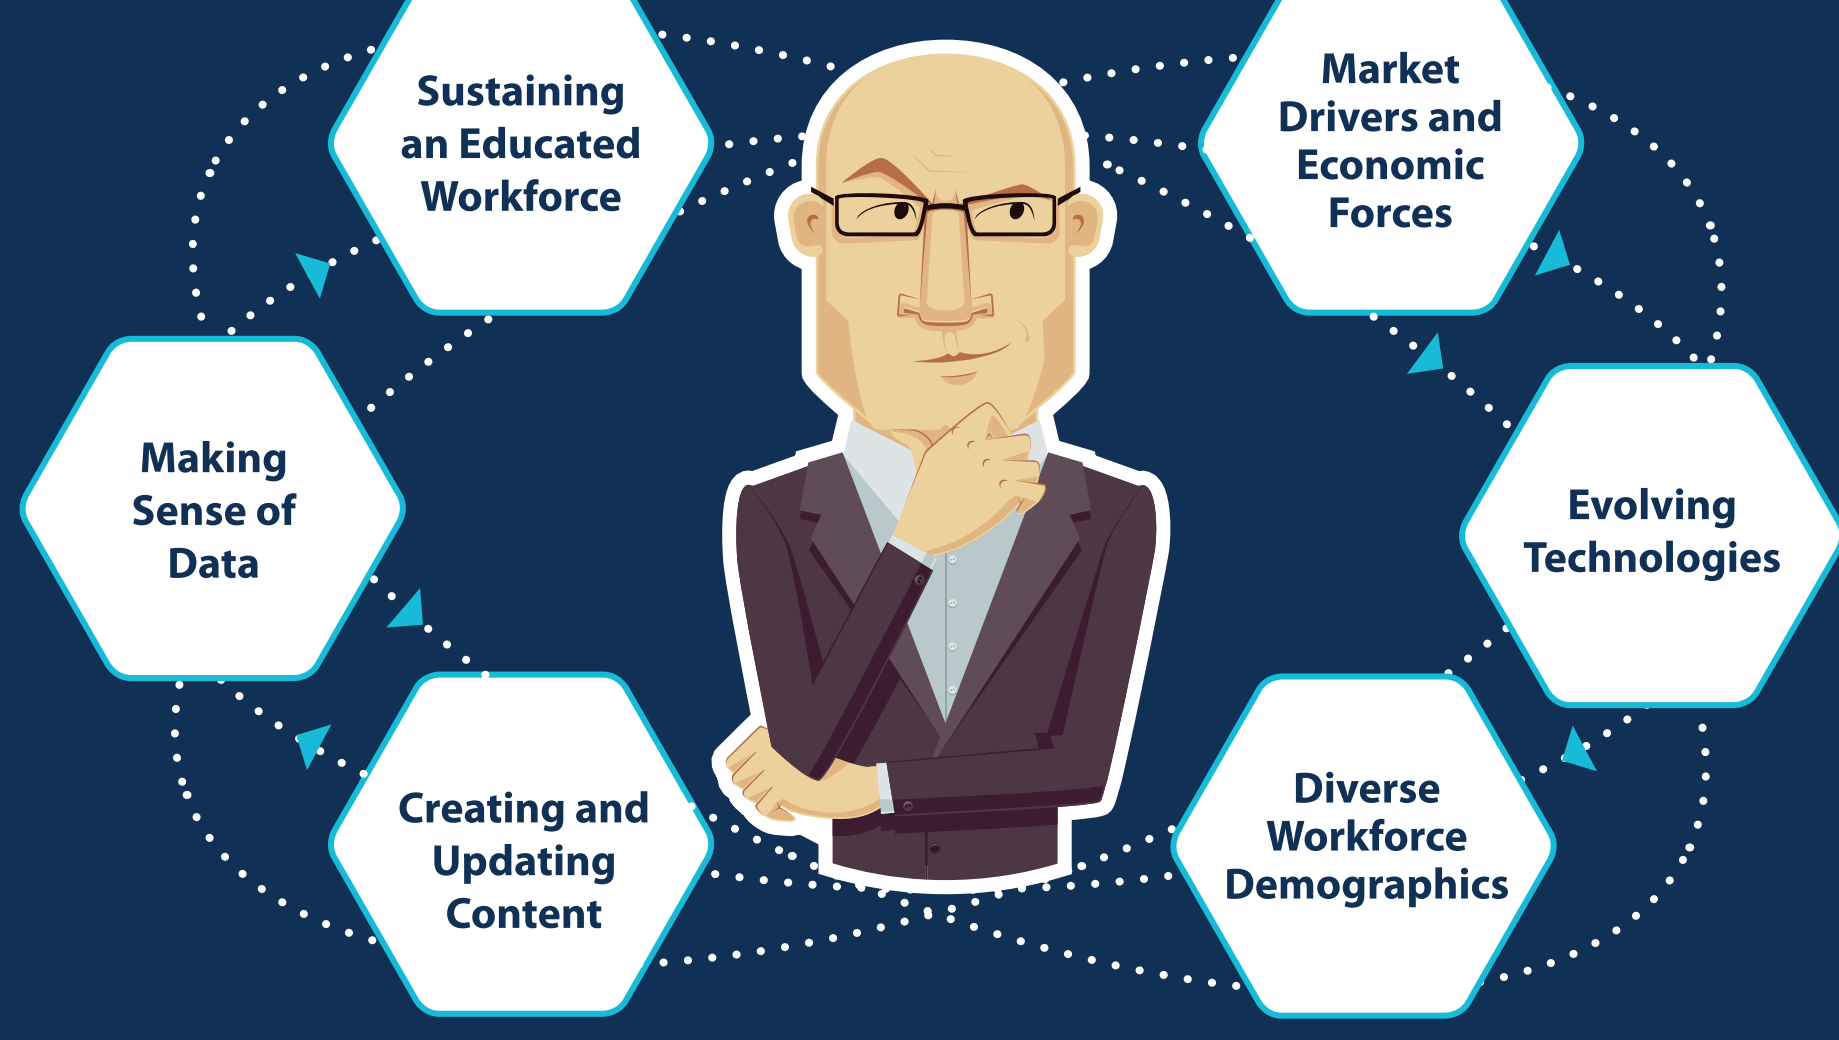 Sustaining
an Educated
Workforce
Market
Drivers and
Economic
Forces
Making
Sense of
Data
Evolving
Technologies
Creating and
Updating
Content
Diverse
Workforce
Demographics